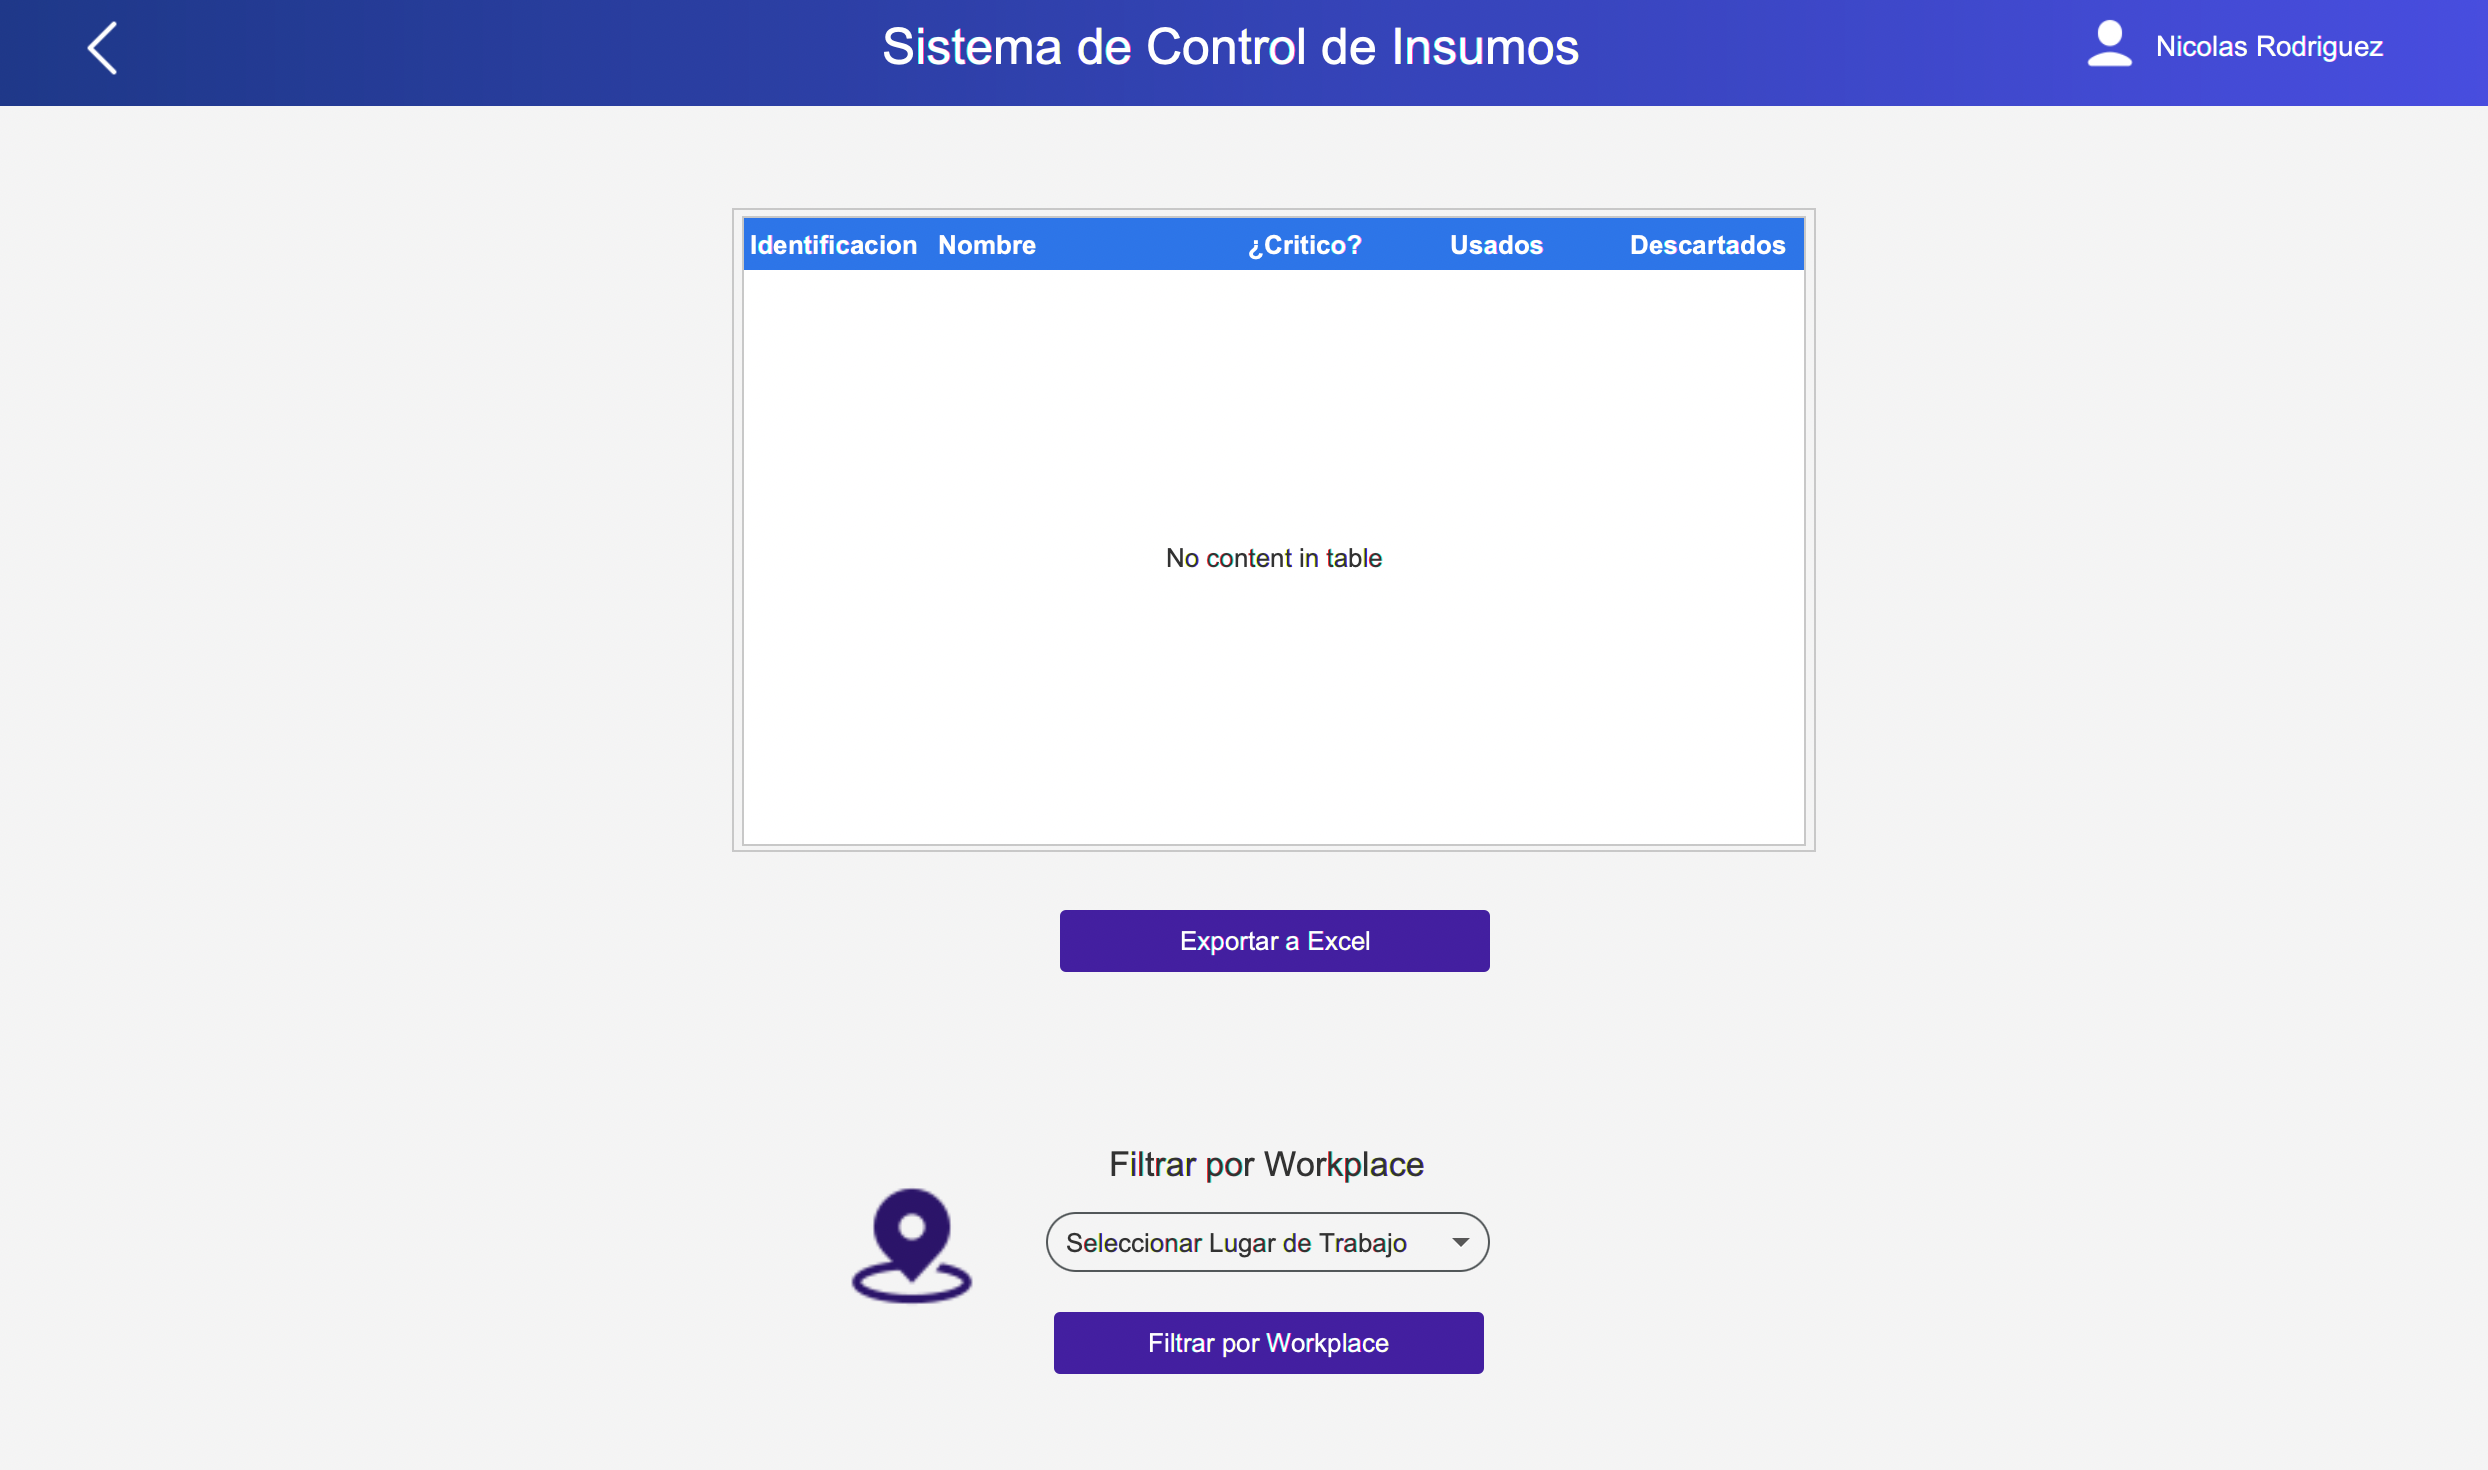 Sistema de Control de Insumos
Nicolas Rodriguez
Identificacion Nombre ¿Critico? Usados Descartados
No content in table
Exportar a Excel
Filtrar por Workplace
Seleccionar Lugar de Trabajo
Filtrar por Workplace